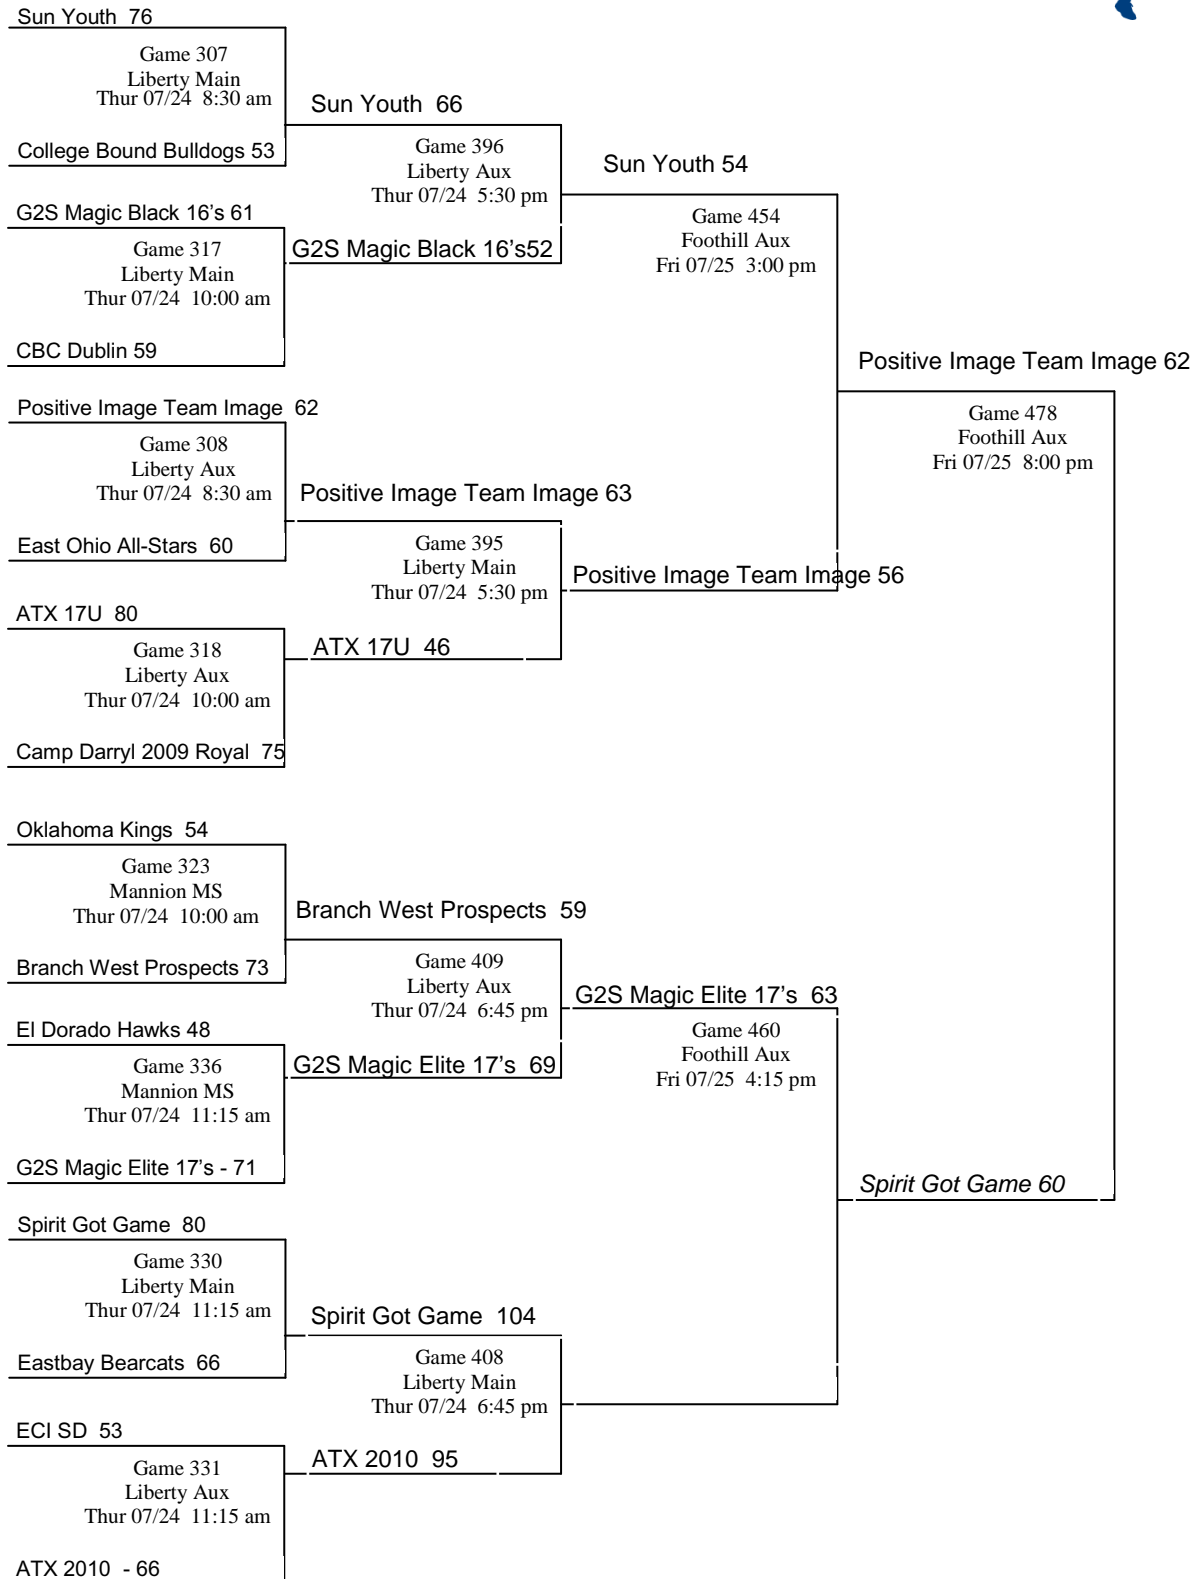 Sun Youth 76
Game 307
Liberty Main
Thur 07/24 8:30 am
College Bound Bulldogs 53
Sun Youth 66
Game 396
Liberty Aux
Thur 07/24 5:30 pm
G2S Magic Black 16's 61
Game 317
Liberty Main
Thur 07/24 10:00 am
CBC Dublin 59
G2S Magic Black 16's52
Sun Youth 54
Game 454
Foothill Aux
Fri 07/25 3:00 pm
Positive Image Team Image 62
Game 308
Liberty Aux
Thur 07/24 8:30 am
East Ohio All-Stars 60
Positive Image Team Image 63
Game 395
Liberty Main
Thur 07/24 5:30 pm
ATX 17U 80
Game 318
Liberty Aux
Thur 07/24 10:00 am
Camp Darryl 2009 Royal 75
ATX 17U 46
Positive Image Team Image 56
Positive Image Team Image 62
Game 478
Foothill Aux
Fri 07/25 8:00 pm
Oklahoma Kings 54
Game 323
Mannion MS
Thur 07/24 10:00 am
Branch West Prospects 73
Branch West Prospects 59
Game 409
Liberty Aux
Thur 07/24 6:45 pm
El Dorado Hawks 48
Game 336
Mannion MS
Thur 07/24 11:15 am
G2S Magic Elite 17's - 71
G2S Magic Elite 17's 69
G2S Magic Elite 17's 63
Game 460
Foothill Aux
Fri 07/25 4:15 pm
Spirit Got Game 60
Spirit Got Game 80
Game 330
Liberty Main
Thur 07/24 11:15 am
Eastbay Bearcats 66
Spirit Got Game 104
Game 408
Liberty Main
Thur 07/24 6:45 pm
ECI SD 53
Game 331
Liberty Aux
Thur 07/24 11:15 am
ATX 2010 - 66
ATX 2010 95